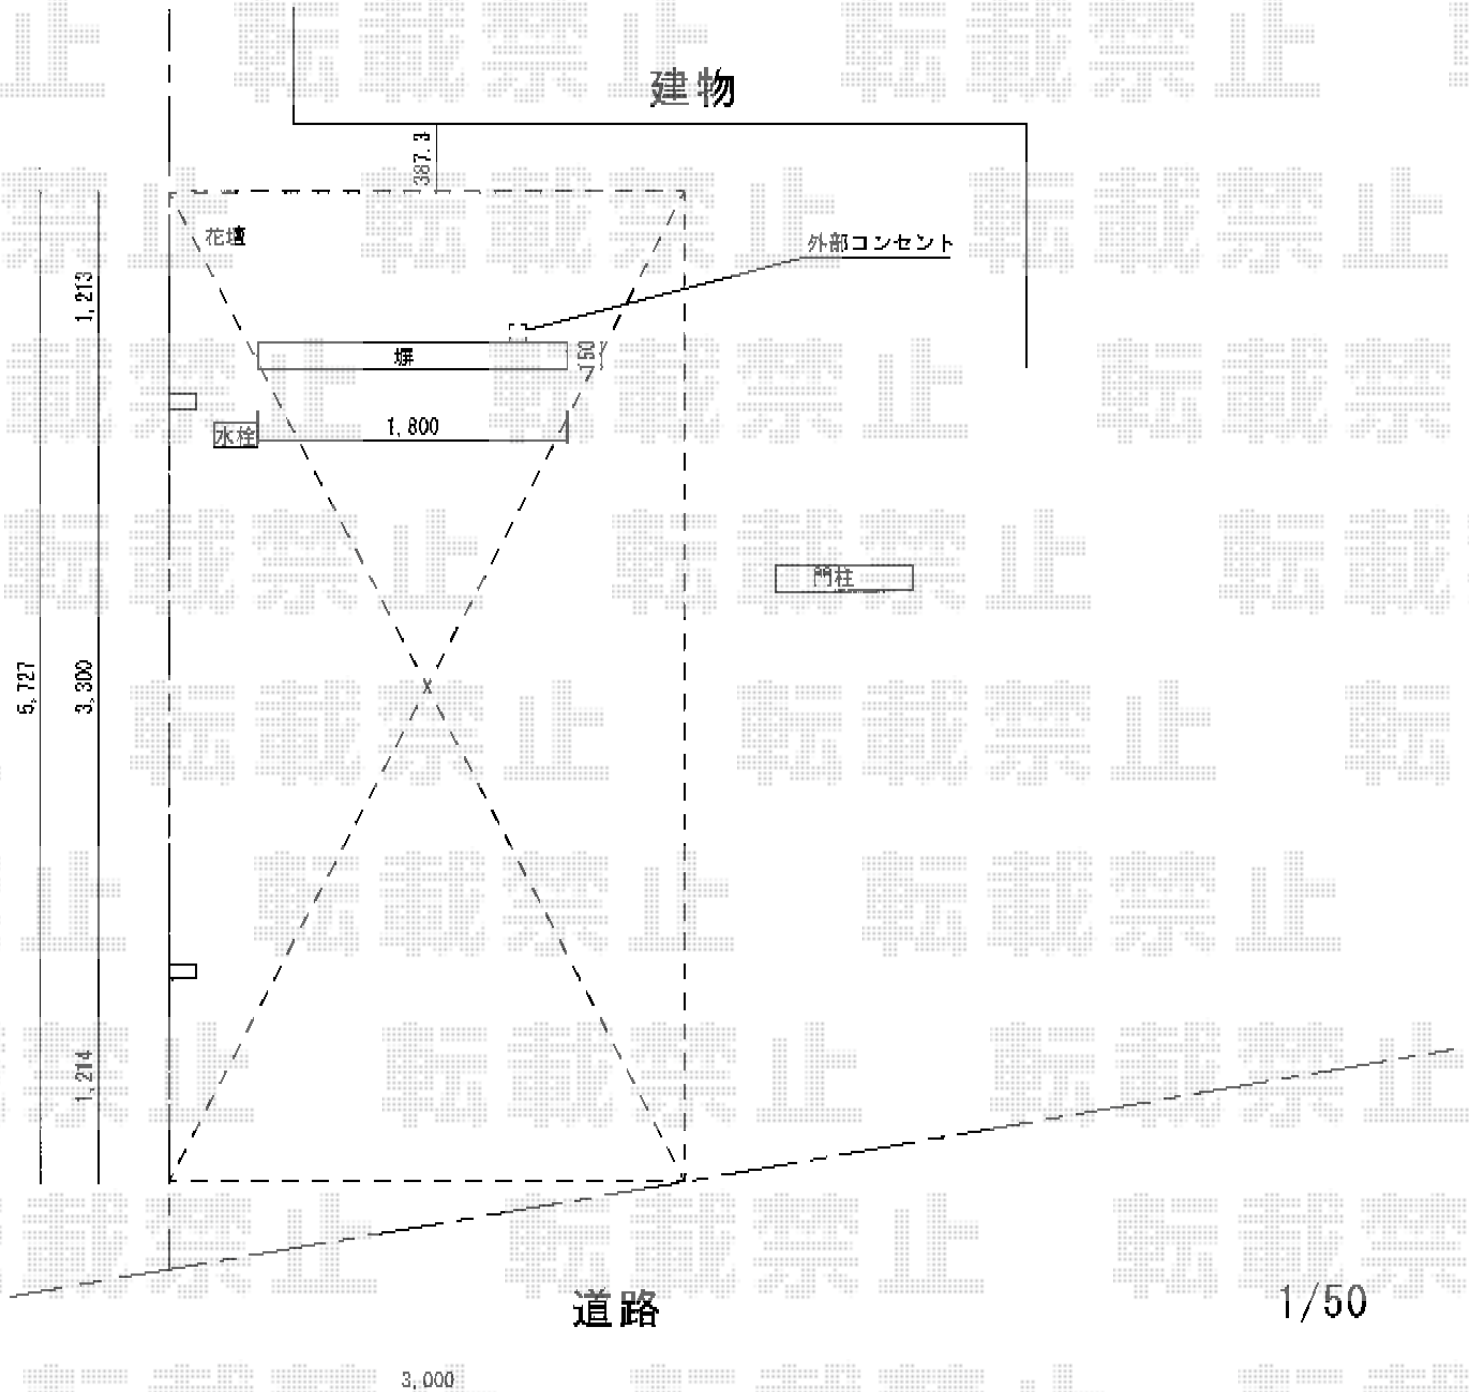 建物
387.3
花壇
外部コンセント
1,213
塀
150
水栓
1,800
門柱
5,727
3,300
1,214
道路
1/50
3,000
転載禁止